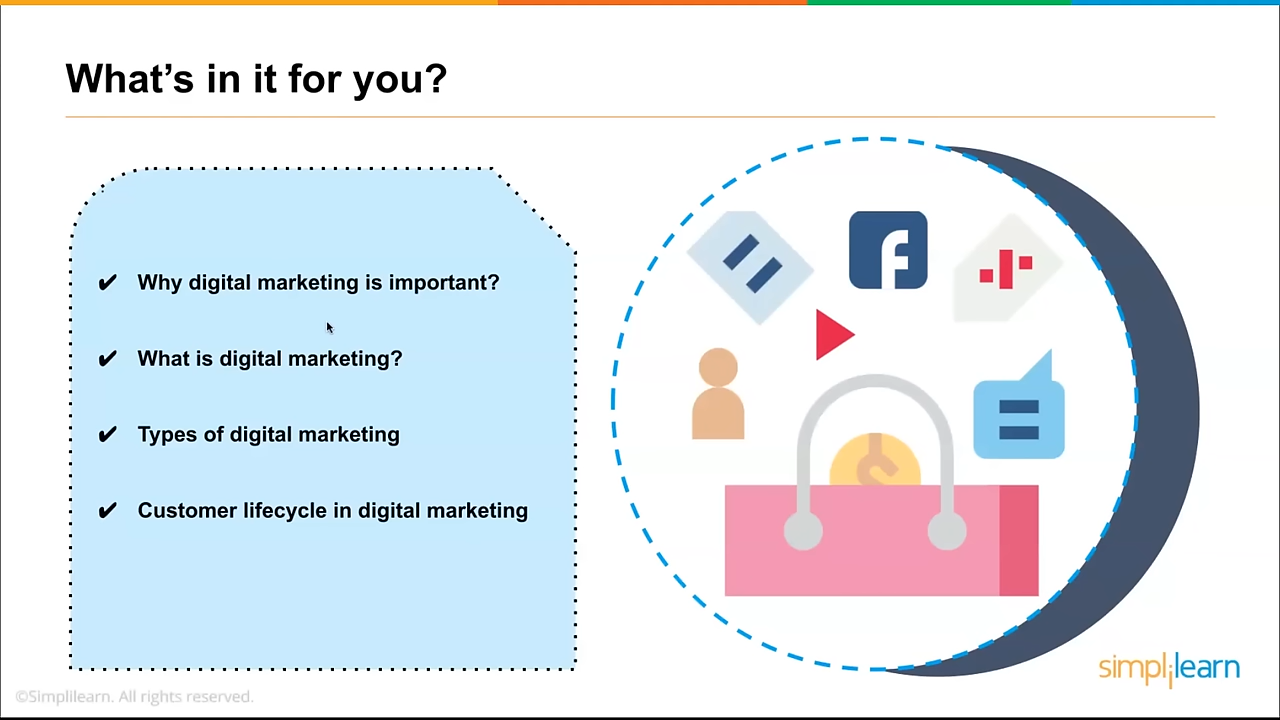 What’s in it for you?
✔ Why digital marketing is important?
✔ What is digital marketing?
✔ Types of digital marketing
✔ Customer lifecycle in digital marketing
simplilearn
©Simplilearn. All rights reserved.